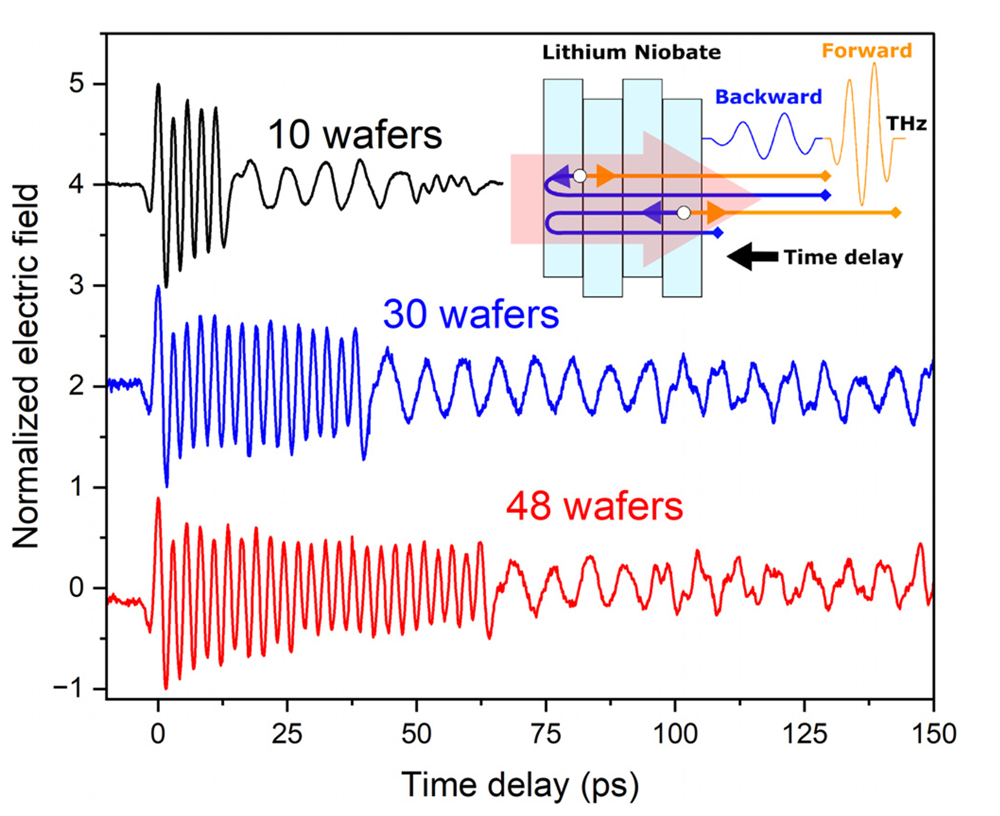 Normalized electric field
5
4
3
2
1
0
−1
10 wafers
30 wafers
48 wafers
Lithium Niobate
Forward
Backward
THz
Time delay
0 25 50 75 100 125 150
Time delay (ps)